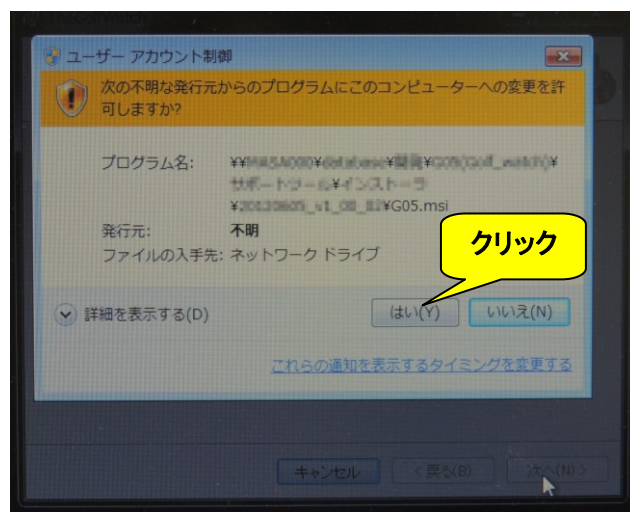 ユーザー アカウント制御
次の不明な発行元からのプログラムにこのコンピューターへの変更を許
可しますか?
プログラム名:
¥G05.msi
発行元: 不明
ファイルの入手先: ネットワーク ドライブ
クリック
詳細を表示する(D)
はい(Y) いいえ(N)
これらの通知を表示するタイミングを変更する
キャンセル < 戻る(B) 次へ(N) >